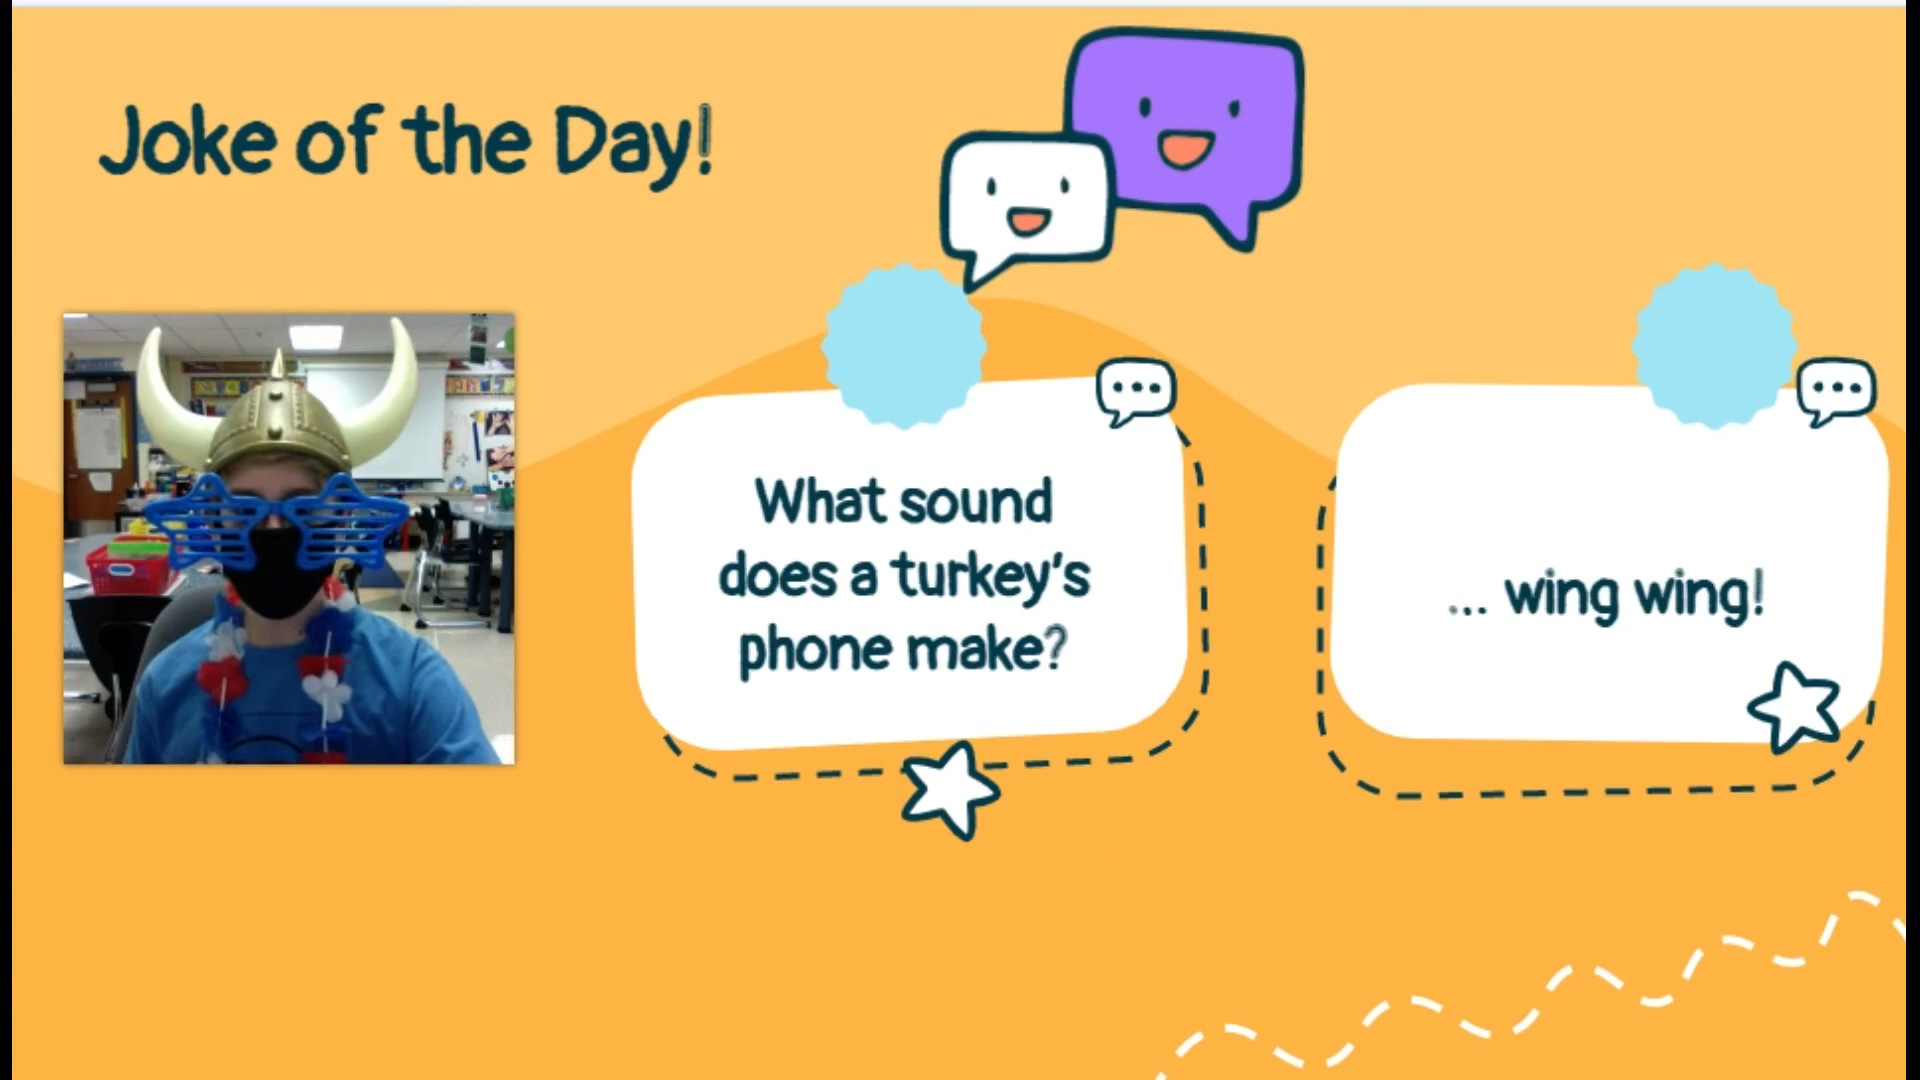 Joke of the Day!
What sound
does a turkey's
phone make?
... wing wing!